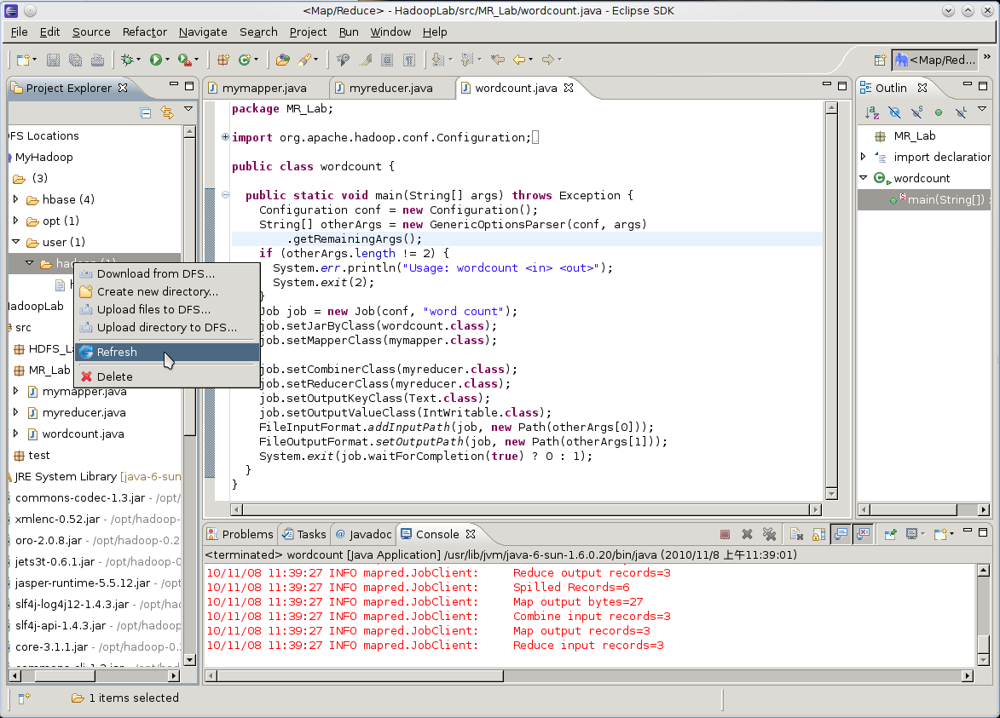 <Map/Reduce> - HadoopLab/src/MR_Lab/wordcount.java - Eclipse SDK
File Edit Source Refactor Navigate Search Project Run Window Help
<Map/Red...
Project Explorer
FS Locations
MyHadoop
(3)
hbase (4)
opt (1)
user (1)
hadoop (1)
HadoopLab
src
HDFS_La
MR_Lab
mymapper.java
myreducer.java
wordcount.java
test
JRE System Library [java-6-sun
commons-codec-1.3.jar - /opt/
xmlenc-0.52.jar - /opt/hadoop-
oro-2.0.8.jar - /opt/hadoop-0.2
jets3t-0.6.1.jar - /opt/hadoop-
jasper-runtime-5.5.12.jar - /opt
slf4j-log4j12-1.4.3.jar - /opt/ha
slf4j-api-1.4.3.jar - /opt/hadoo
core-3.1.1.jar - /opt/hadoop-0.
Download from DFS...
Create new directory...
Upload files to DFS...
Upload directory to DFS...
Refresh
Delete
mymapper.java myreducer.java wordcount.java
package MR_Lab;
import org.apache.hadoop.conf.Configuration;
public class wordcount {
public static void main(String[] args) throws Exception {
Configuration conf = new Configuration();
String[] otherArgs = new GenericOptionsParser(conf, args)
.getRemainingArgs();
if (otherArgs.length != 2) {
System.err.println("Usage: wordcount <in> <out>");
System.exit(2);
}
Job job = new Job(conf, "word count");
job.setJarByClass(wordcount.class);
job.setMapperClass(mymapper.class);
job.setCombinerClass(myreducer.class);
job.setReducerClass(myreducer.class);
job.setOutputKeyClass(Text.class);
job.setOutputValueClass(IntWritable.class);
FileInputFormat.addInputPath(job, new Path(otherArgs[0]));
FileOutputFormat.setOutputPath(job, new Path(otherArgs[1]));
System.exit(job.waitForCompletion(true) ? 0 : 1);
}
}
Outlin
MR_Lab
import declaration
wordcount
main(String[]) :
Problems Tasks @ Javadoc Console
<terminated> wordcount [Java Application] /usr/lib/jvm/java-6-sun-1.6.0.20/bin/java (2010/11/8 上午11:39:01)
10/11/08 11:39:27 INFO mapred.JobClient: Reduce output records=3
10/11/08 11:39:27 INFO mapred.JobClient: Spilled Records=6
10/11/08 11:39:27 INFO mapred.JobClient: Map output bytes=27
10/11/08 11:39:27 INFO mapred.JobClient: Combine input records=3
10/11/08 11:39:27 INFO mapred.JobClient: Map output records=3
10/11/08 11:39:27 INFO mapred.JobClient: Reduce input records=3
1 items selected